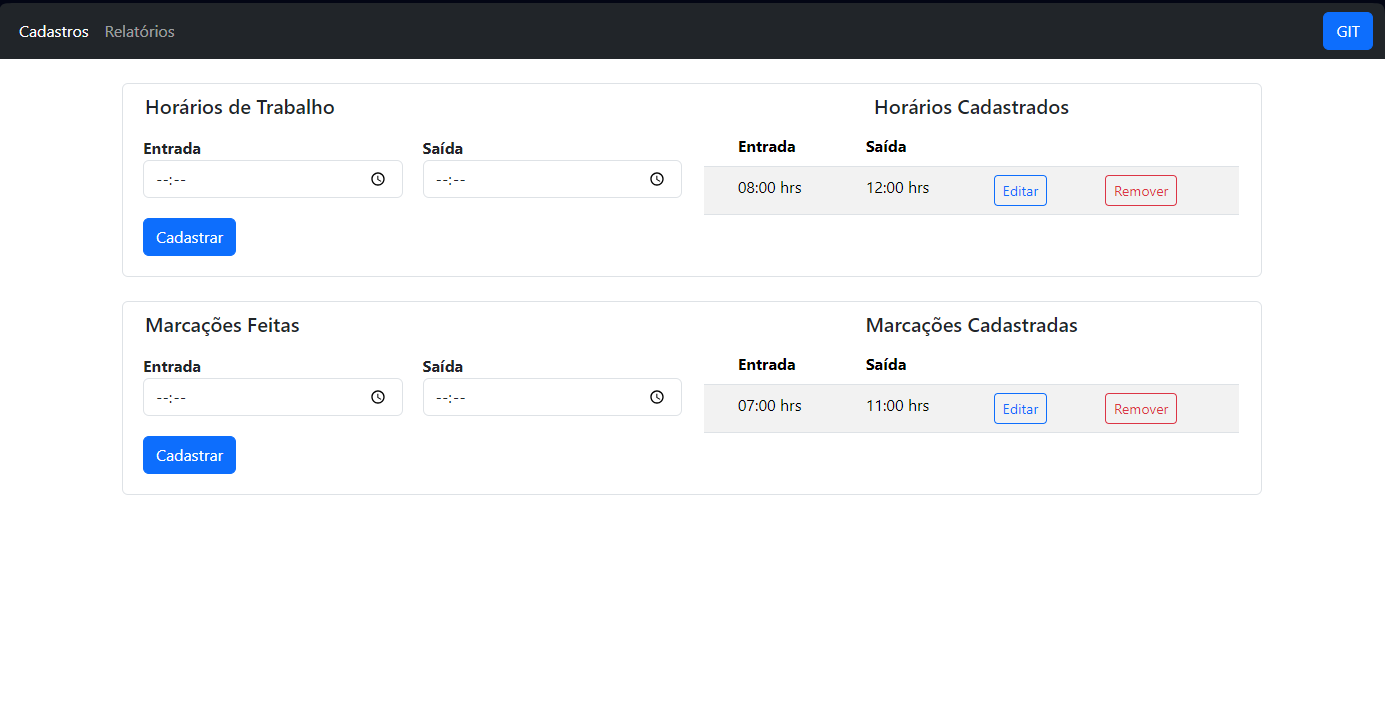 Cadastros Relatórios GIT
Horários de Trabalho
Entrada Saída
--:-- --:--
Cadastrar
Horários Cadastrados
Entrada Saída
08:00 hrs 12:00 hrs Editar Remover
Marcações Feitas
Entrada Saída
--:-- --:--
Cadastrar
Marcações Cadastradas
Entrada Saída
07:00 hrs 11:00 hrs Editar Remover